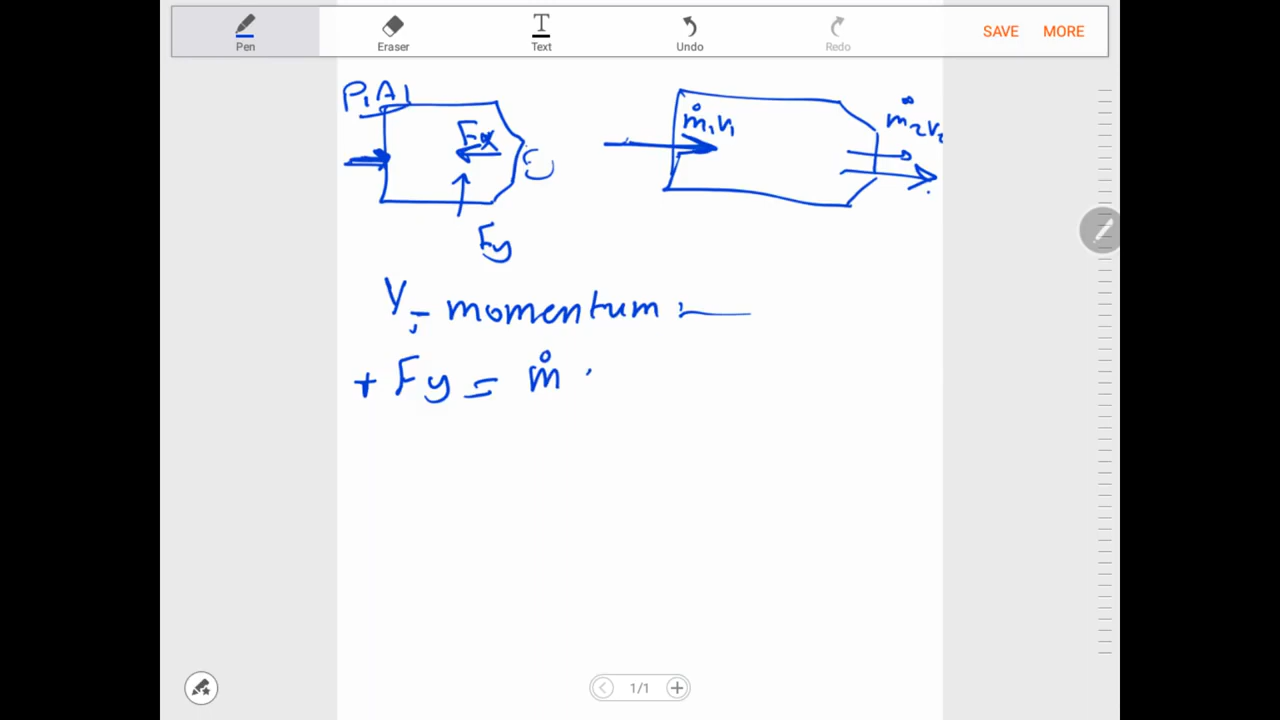 Pen
Eraser
Text
Undo
Redo
SAVE
MORE
P₁A₁
Fx
Fy
ṁ₁v₁
ṁ₂v₂
Y - momentum :
+ Fy = ṁ
1/1